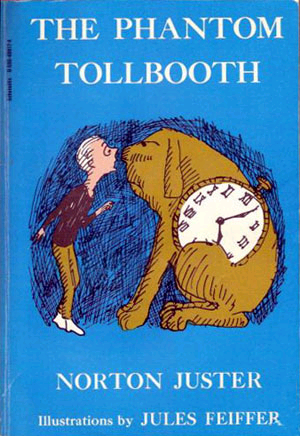 THE PHANTOM
TOLLBOOTH
NORTON JUSTER
Illustrations by JULES FEIFFER